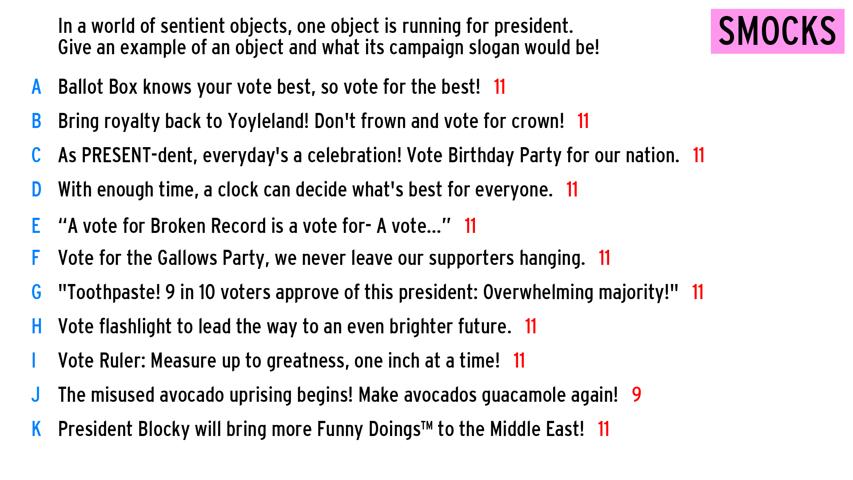 In a world of sentient objects, one object is running for president.
Give an example of an object and what its campaign slogan would be!
SMOCKS
A Ballot Box knows your vote best, so vote for the best! 11
B Bring royalty back to Yoyleland! Don't frown and vote for crown! 11
C As PRESENT-dent, everyday's a celebration! Vote Birthday Party for our nation. 11
D With enough time, a clock can decide what's best for everyone. 11
E “A vote for Broken Record is a vote for- A vote...” 11
F Vote for the Gallows Party, we never leave our supporters hanging. 11
G "Toothpaste! 9 in 10 voters approve of this president: Overwhelming majority!" 11
H Vote flashlight to lead the way to an even brighter future. 11
I Vote Ruler: Measure up to greatness, one inch at a time! 11
J The misused avocado uprising begins! Make avocados guacamole again! 9
K President Blocky will bring more Funny Doings™ to the Middle East! 11